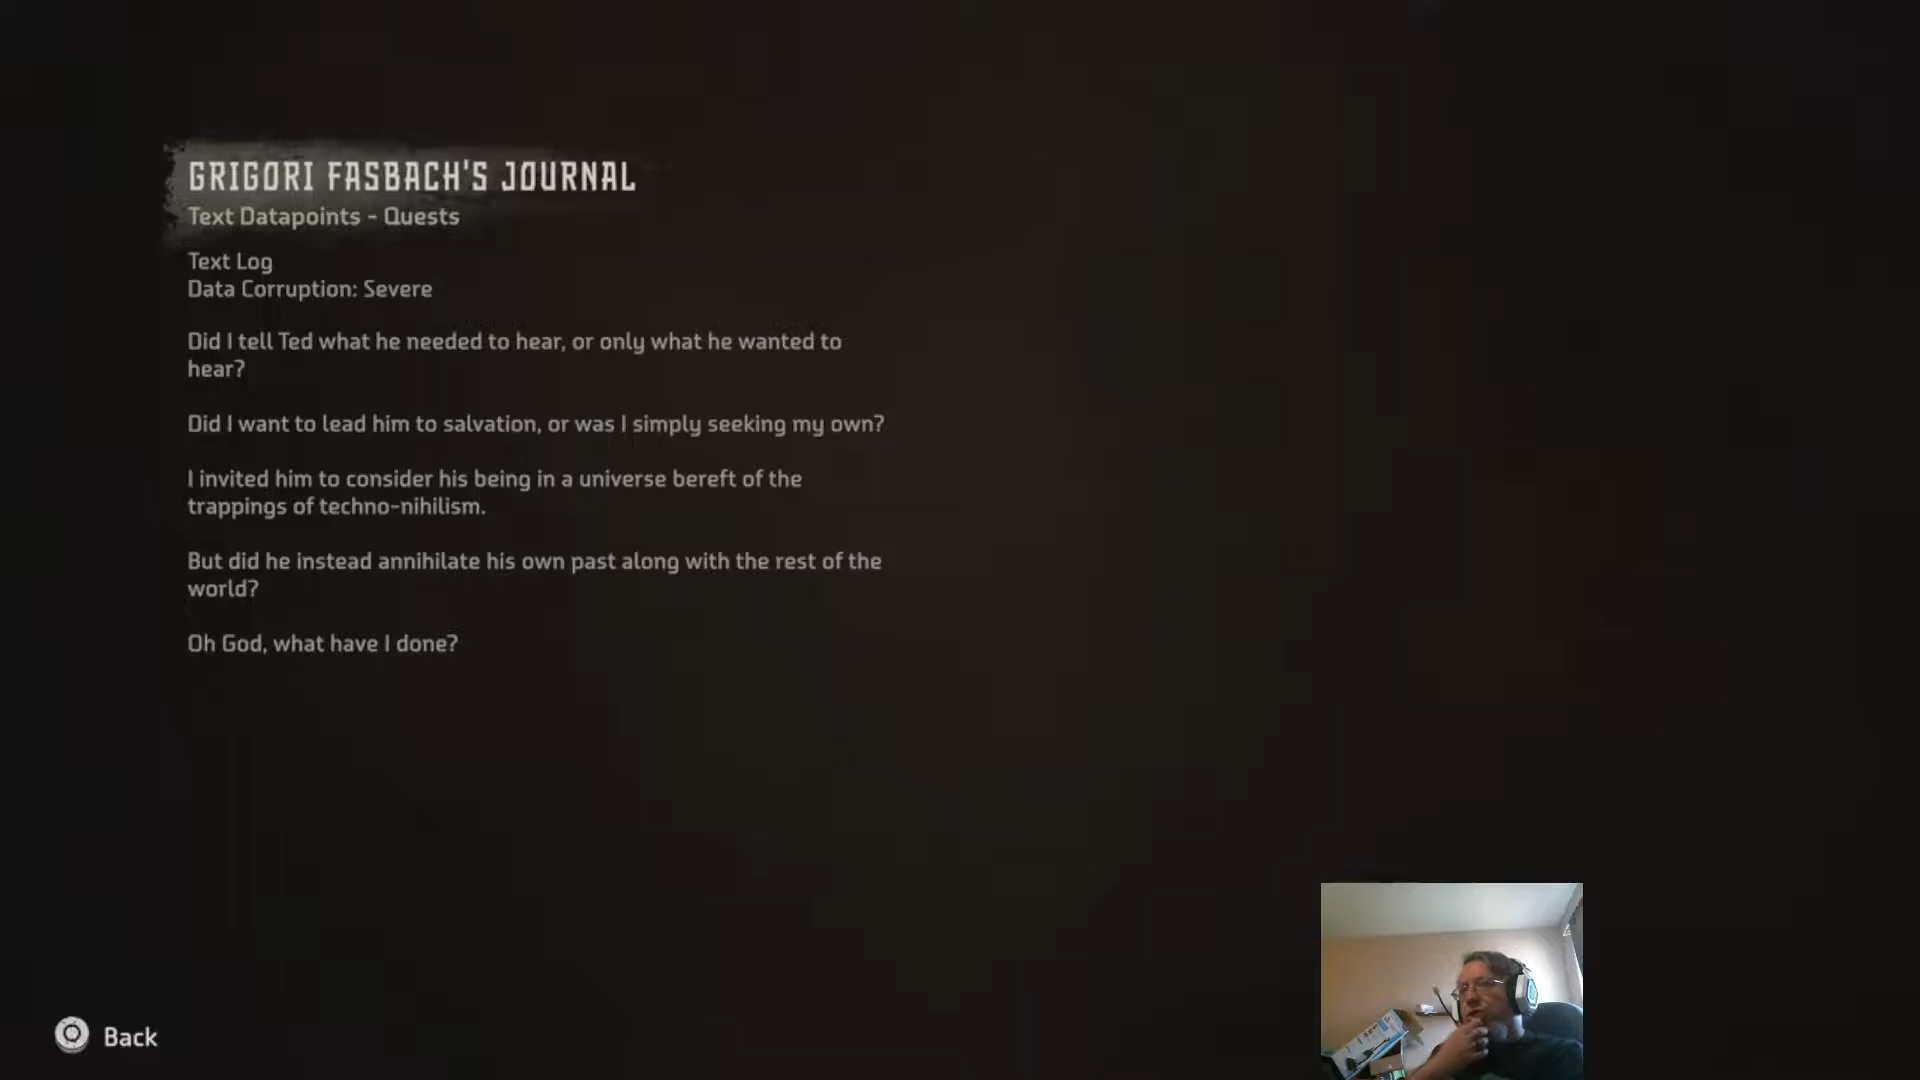 GRIGORI FASBACH'S JOURNAL
Text Datapoints - Quests
Text Log
Data Corruption: Severe
Did I tell Ted what he needed to hear, or only what he wanted to
hear?
Did I want to lead him to salvation, or was I simply seeking my own?
I invited him to consider his being in a universe bereft of the
trappings of techno-nihilism.
But did he instead annihilate his own past along with the rest of the
world?
Oh God, what have I done?
Back